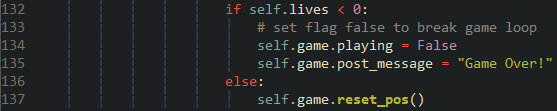 132 if self.lives < 0:
133 # set flag false to break game loop
134 self.game.playing = False
135 self.game.post_message = "Game Over!"
136 else:
137 self.game.reset_pos()